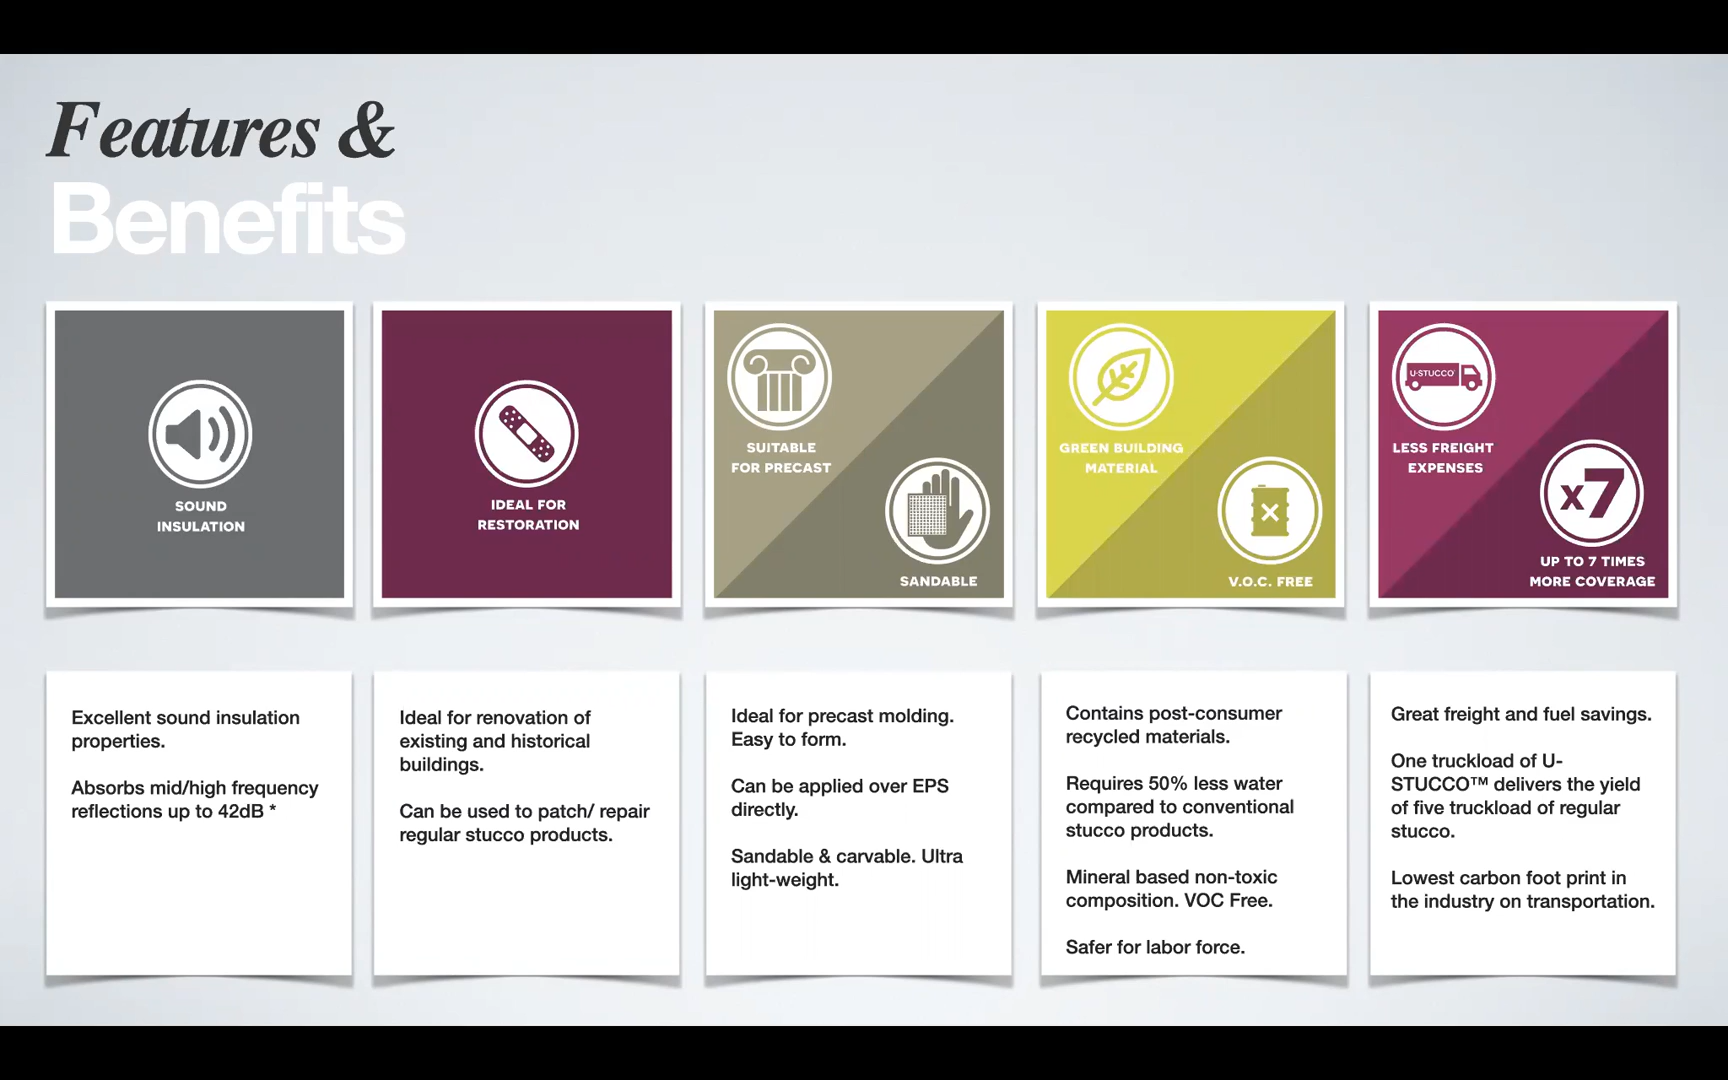 Features &
Benefits
SOUND
INSULATION
IDEAL FOR
RESTORATION
SUITABLE
FOR PRECAST
SANDABLE
GREEN BUILDING
MATERIAL
V.O.C. FREE
U-STUCCO
LESS FREIGHT
EXPENSES
x7
UP TO 7 TIMES
MORE COVERAGE
Excellent sound insulation
properties.
Absorbs mid/high frequency
reflections up to 42dB *
Ideal for renovation of
existing and historical
buildings.
Can be used to patch/ repair
regular stucco products.
Ideal for precast molding.
Easy to form.
Can be applied over EPS
directly.
Sandable & carvable. Ultra
light-weight.
Contains post-consumer
recycled materials.
Requires 50% less water
compared to conventional
stucco products.
Mineral based non-toxic
composition. VOC Free.
Safer for labor force.
Great freight and fuel savings.
One truckload of U-
STUCCO™ delivers the yield
of five truckload of regular
stucco.
Lowest carbon foot print in
the industry on transportation.